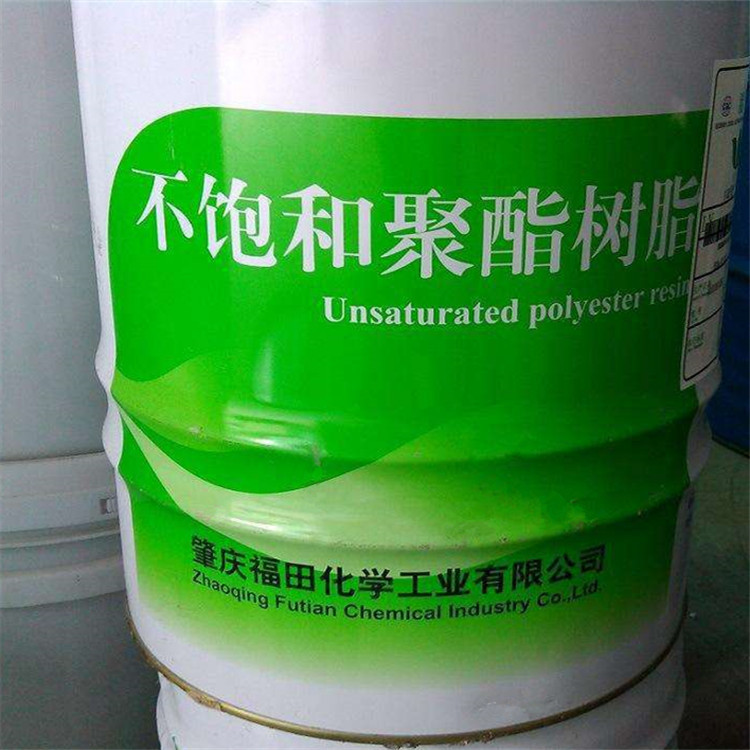 不饱和聚酯树脂
Unsaturated polyester resin
肇庆福田化学工业有限公司
Zhaoqing Futian Chemical Industry Co.,Ltd.